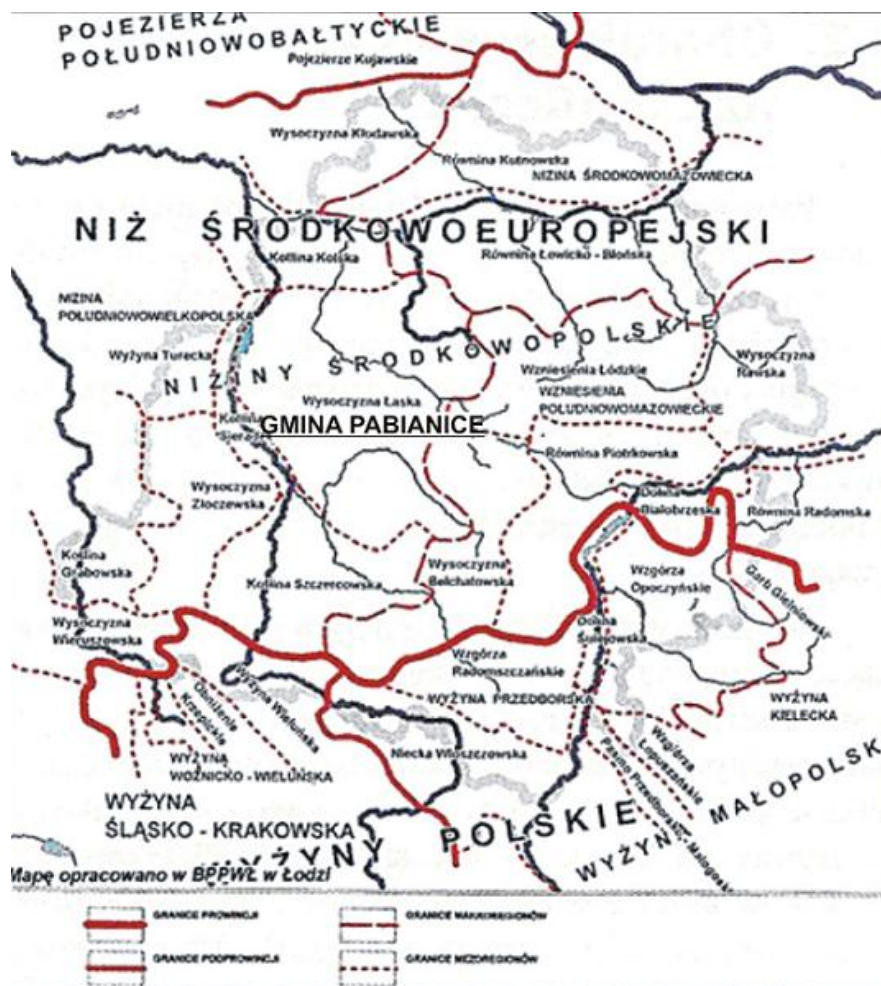 POJEZIERZA
POŁUDNIOWOBAŁTYCKIE
Pojezierze Kujawskie
Wysoczyzna Kłodawska
Równina Kutnowska
NIZINA ŚRODKOWOMAZOWIECKA
NIŻ ŚRODKOWOEUROPEJSKI
Kotlina Kolska
Równina Łowicko - Błońska
NIZINA
POŁUDNIOWOWIELKOPOLSKA
Wyżyna Turecka
NIZINY ŚRODKOWOPOLSKIE
Wysoczyzna
Rawska
Wzniesienia Łódzkie
Wysoczyzna Łaska
WZNIESIENIA
POŁUDNIOWOMAZOWIECKIE
Kotlina
GMINA PABIANICE
Równina Piotrkowska
Wysoczyzna
Złoczewska
Dolina
Białobrzeska
Równina Radomska
Kotlina
Grabowska
Kotlina Szczercowska
Wysoczyzna
Bełchatowska
Wzgórza
Opoczyńskie
Garb Gielniowski
Wysoczyzna
Wieruszowska
Dolina
Sulejowska
Wzgórza
Radomszczańskie
WYŻYNA PRZEDBORSKA
WYŻYNA
KIELECKA
Obniżenie
Krzepickie
Wyżyna Wieluńska
WYŻYNA
WOŹNICKO - WIELUŃSKA
Niecka Włoszczowska
Wzgórza
Łopuszańskie
Pasmo Przedborsko - Małogoskie
WYŻYNA
ŚLĄSKO - KRAKOWSKA
WYŻYNY POLSKIE
WYŻYNA MAŁOPOLSK
Mapę opracowano w BPPWŁ w Łodzi
GRANICE PROWINCJI
GRANICE MAKROREGIONÓW
GRANICE PODPROWINCJI
GRANICE MEZOREGIONÓW